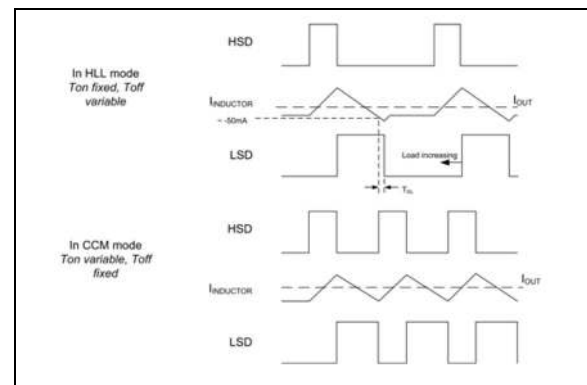 HSD
In HLL mode
Ton fixed, Toff
variable
IINDUCTOR
IOUT
~ -50mA
LSD
Load increasing
HSD
In CCM mode
Ton variable, Toff
fixed
IINDUCTOR
IOUT
LSD